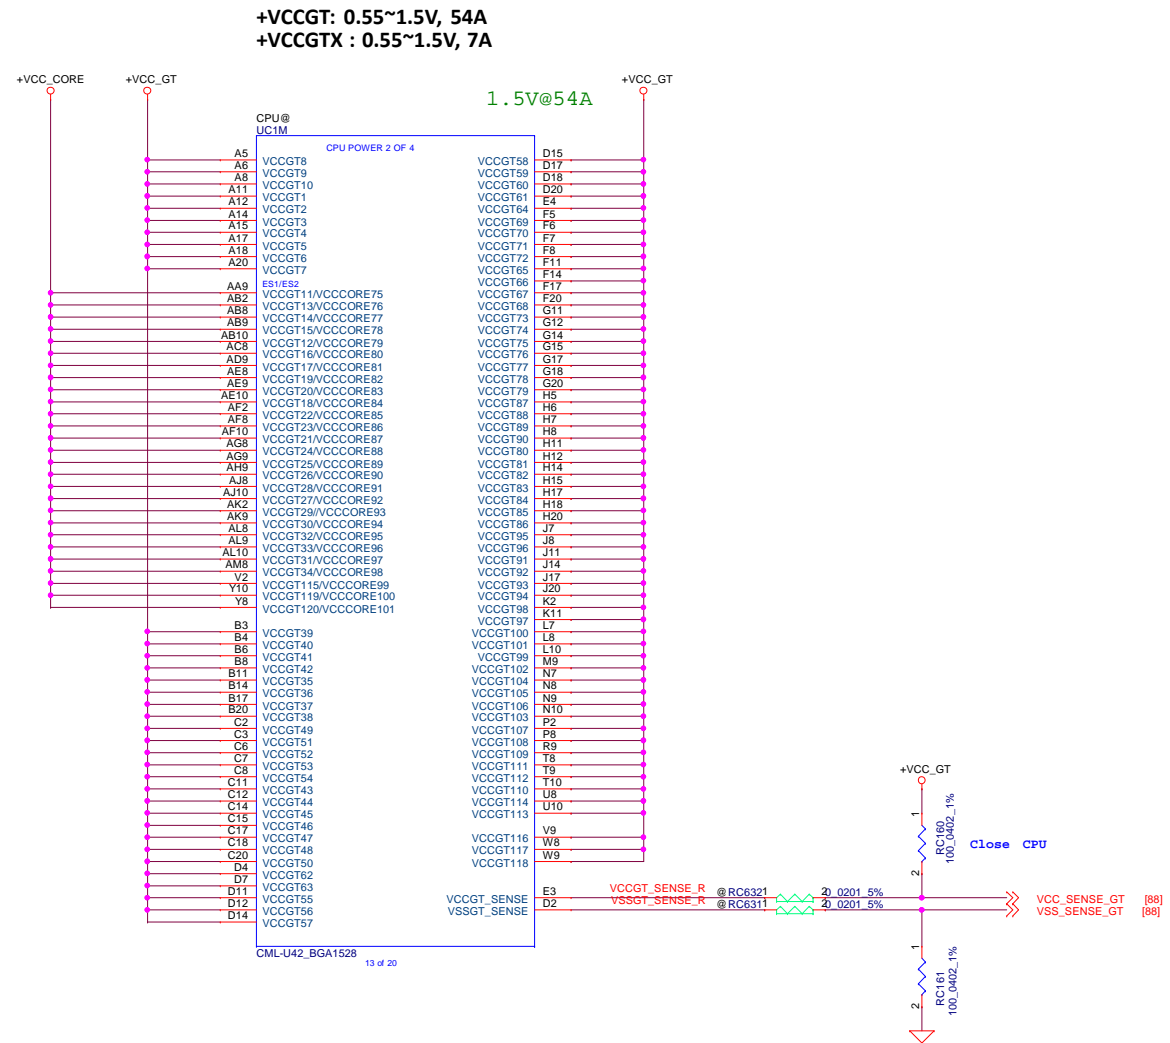 +VCCGT: 0.55~1.5V, 54A
+VCCGTX : 0.55~1.5V, 7A
+VCC_CORE +VCC_GT +VCC_GT
1.5V@54A
CPU@
UC1M
CPU POWER 2 OF 4
A5 VCCGT8 VCCGT58 D15
A6 VCCGT9 VCCGT59 D17
A8 VCCGT10 VCCGT60 D18
A11 VCCGT1 VCCGT61 D20
A12 VCCGT2 VCCGT64 E4
A14 VCCGT3 VCCGT69 F5
A15 VCCGT4 VCCGT70 F6
A17 VCCGT5 VCCGT71 F7
A18 VCCGT6 VCCGT72 F8
A20 VCCGT7 VCCGT65 F11
ES1/ES2 VCCGT66 F14
AA9 VCCGT11/VCCCORE75 VCCGT67 F17
AB2 VCCGT13/VCCCORE76 VCCGT68 F20
AB8 VCCGT14/VCCCORE77 VCCGT73 G11
AB9 VCCGT15/VCCCORE78 VCCGT74 G12
AB10 VCCGT12/VCCCORE79 VCCGT75 G14
AC8 VCCGT16/VCCCORE80 VCCGT76 G15
AD9 VCCGT17/VCCCORE81 VCCGT77 G17
AE8 VCCGT19/VCCCORE82 VCCGT78 G18
AE9 VCCGT20/VCCCORE83 VCCGT79 G20
AE10 VCCGT18/VCCCORE84 VCCGT87 H5
AF2 VCCGT22/VCCCORE85 VCCGT88 H6
AF8 VCCGT23/VCCCORE86 VCCGT89 H7
AF10 VCCGT21/VCCCORE87 VCCGT90 H8
AG8 VCCGT24/VCCCORE88 VCCGT80 H11
AG9 VCCGT25/VCCCORE89 VCCGT81 H12
AH9 VCCGT26/VCCCORE90 VCCGT82 H14
AJ8 VCCGT28/VCCCORE91 VCCGT83 H15
AJ10 VCCGT27/VCCCORE92 VCCGT84 H17
AK2 VCCGT29//VCCCORE93 VCCGT85 H18
AK9 VCCGT30/VCCCORE94 VCCGT86 H20
AL8 VCCGT32/VCCCORE95 VCCGT95 J7
AL9 VCCGT33/VCCCORE96 VCCGT96 J8
AL10 VCCGT31/VCCCORE97 VCCGT91 J11
AM8 VCCGT34/VCCCORE98 VCCGT92 J14
V2 VCCGT115/VCCCORE99 VCCGT93 J17
Y10 VCCGT119/VCCCORE100 VCCGT94 J20
Y8 VCCGT120/VCCCORE101 VCCGT98 K2
VCCGT97 K11
B3 VCCGT39 VCCGT100 L7
B4 VCCGT40 VCCGT101 L8
B6 VCCGT41 VCCGT99 L10
B8 VCCGT42 VCCGT102 M9
B11 VCCGT35 VCCGT104 N7
B14 VCCGT36 VCCGT105 N8
B17 VCCGT37 VCCGT106 N9
B20 VCCGT38 VCCGT103 N10
C2 VCCGT49 VCCGT107 P2
C3 VCCGT51 VCCGT108 P8
C6 VCCGT52 VCCGT109 R9
C7 VCCGT53 VCCGT111 T8
C8 VCCGT54 VCCGT112 T9
C11 VCCGT43 VCCGT110 T10
C12 VCCGT44 VCCGT114 U8
C14 VCCGT45 VCCGT113 U10
C15 VCCGT46
C17 VCCGT47 VCCGT116 V9
C18 VCCGT48 VCCGT117 W8
C20 VCCGT50 VCCGT118 W9
D4 VCCGT62
D7 VCCGT63
D11 VCCGT55 VCCGT_SENSE E3
D12 VCCGT56 VSSGT_SENSE D2
D14 VCCGT57
CML-U42_BGA1528
13 of 20
+VCC_GT
1
RC160
100_0402_1%
2
Close CPU
VCCGT_SENSE_R @ RC632 1 2 0_0201_5% VCC_SENSE_GT [88]
VSSGT_SENSE_R @ RC631 1 2 0_0201_5% VSS_SENSE_GT [88]
1
RC161
100_0402_1%
2